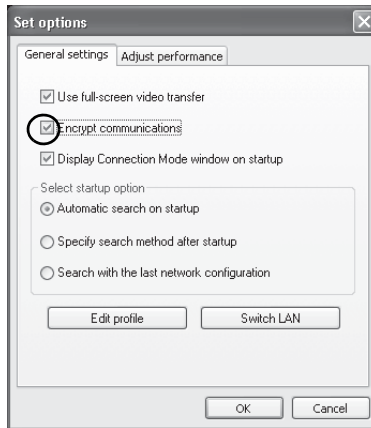 Set options
General settings
Adjust performance
Use full-screen video transfer
Encrypt communications
Display Connection Mode window on startup
Select startup option
Automatic search on startup
Specify search method after startup
Search with the last network configuration
Edit profile
Switch LAN
OK
Cancel